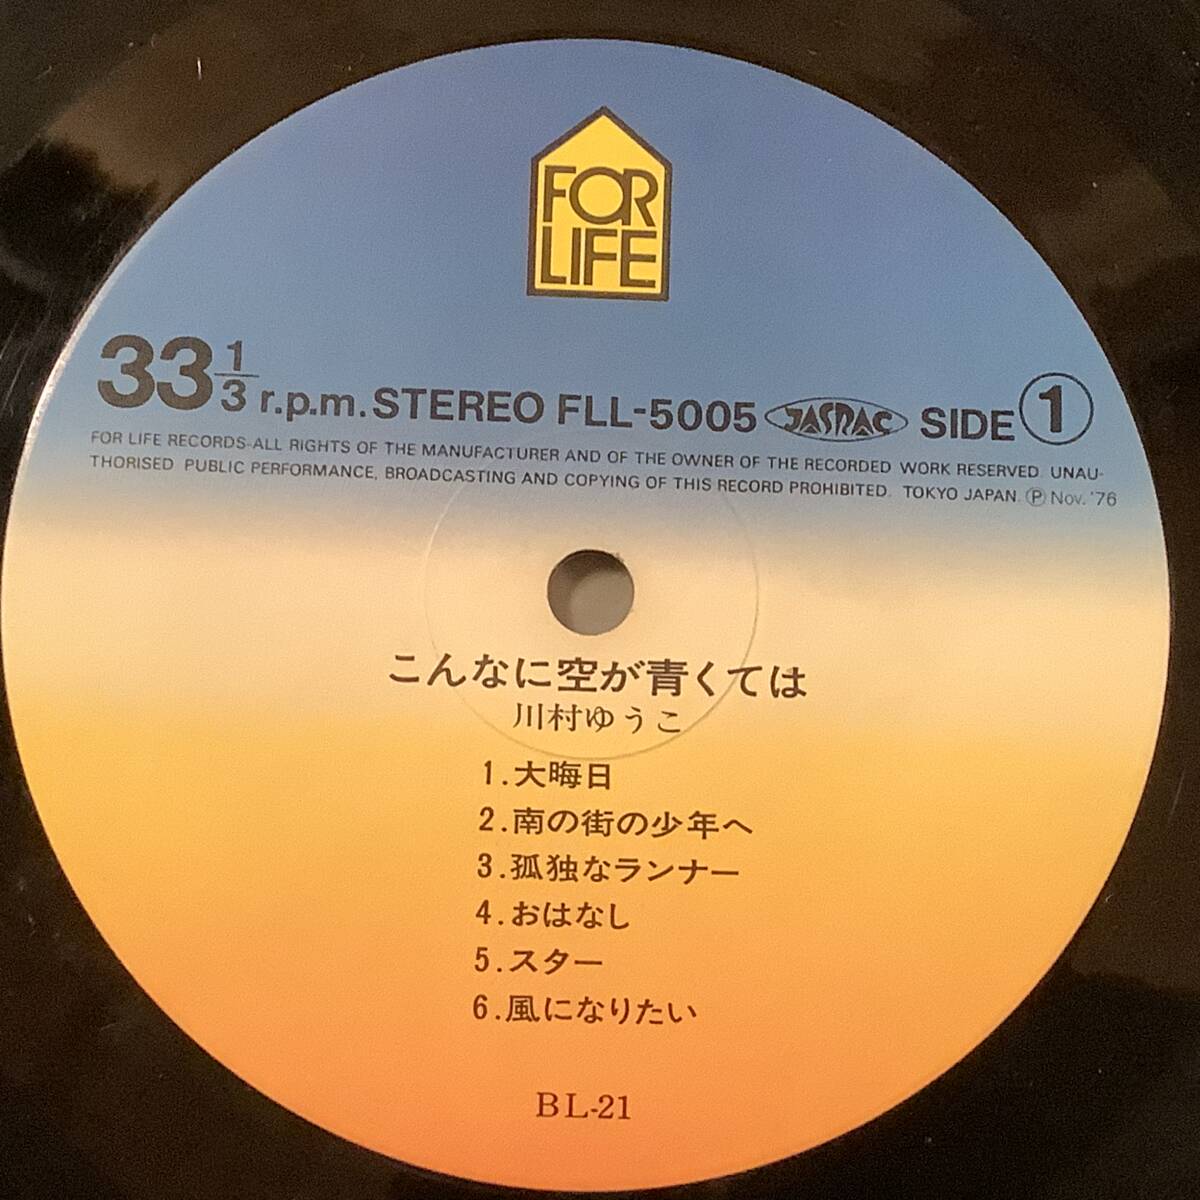 FOR
LIFE
33 1/3 r.p.m. STEREO FLL-5005 JASRAC SIDE 1
FOR LIFE RECORDS-ALL RIGHTS OF THE MANUFACTURER AND OF THE OWNER OF THE RECORDED WORK RESERVED. UNAU-
THORISED PUBLIC PERFORMANCE, BROADCASTING AND COPYING OF THIS RECORD PROHIBITED. TOKYO JAPAN. Ⓟ Nov. '76
こんなに空が青くては
川村ゆうこ
1.大晦日
2.南の街の少年へ
3.孤独なランナー
4.おはなし
5.スター
6.風になりたい
BL-21